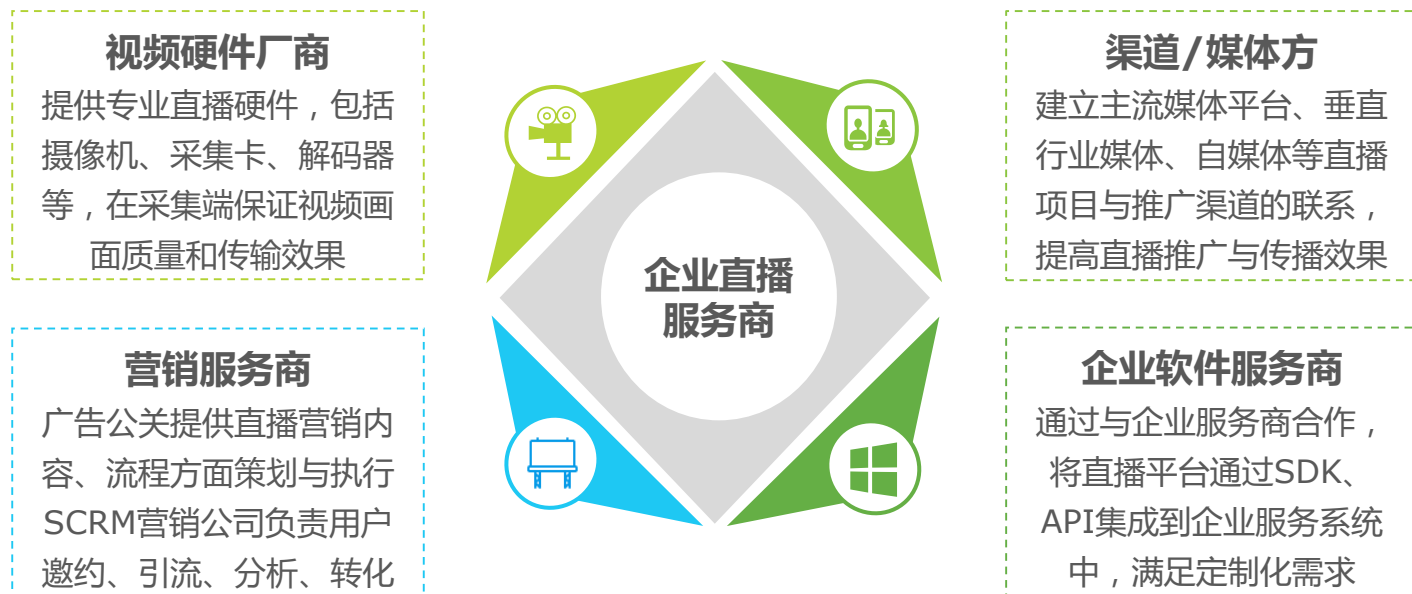 视频硬件厂商
提供专业直播硬件，包括
摄像机、采集卡、解码器
等，在采集端保证视频画
面质量和传输效果
渠道/媒体方
建立主流媒体平台、垂直
行业媒体、自媒体等直播
项目与推广渠道的联系，
提高直播推广与传播效果
企业直播
服务商
营销服务商
广告公关提供直播营销内
容、流程方面策划与执行
SCRM营销公司负责用户
邀约、引流、分析、转化
企业软件服务商
通过与企业服务商合作，
将直播平台通过SDK、
API集成到企业服务系统
中，满足定制化需求